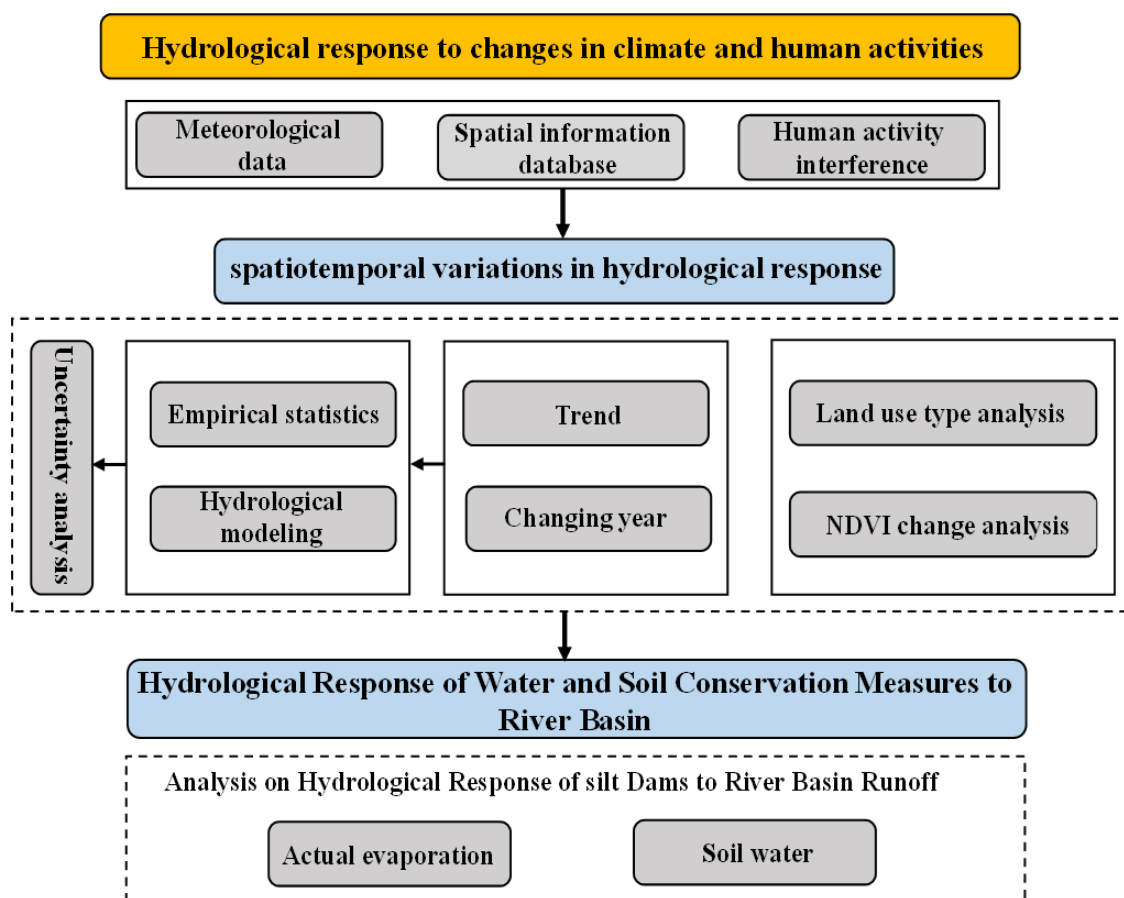 Hydrological response to changes in climate and human activities
Meteorological
data
Spatial information
database
Human activity
interference
spatiotemporal variations in hydrological response
Uncertainty analysis
Empirical statistics
Hydrological
modeling
Trend
Changing year
Land use type analysis
NDVI change analysis
Hydrological Response of Water and Soil Conservation Measures to
River Basin
Analysis on Hydrological Response of silt Dams to River Basin Runoff
Actual evaporation
Soil water